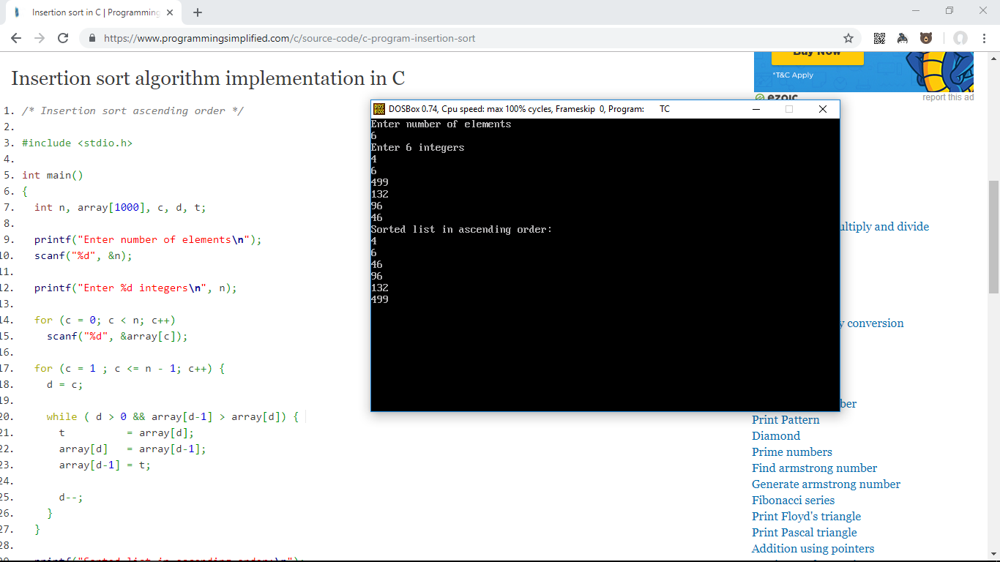 Insertion sort in C | Programming
https://www.programmingsimplified.com/c/source-code/c-program-insertion-sort
Buy Now
*T&C Apply
ezoic
report this ad
Insertion sort algorithm implementation in C
1. /* Insertion sort ascending order */
2.
3. #include <stdio.h>
4.
5. int main()
6. {
7. int n, array[1000], c, d, t;
8.
9. printf("Enter number of elements\n");
10. scanf("%d", &n);
11.
12. printf("Enter %d integers\n", n);
13.
14. for (c = 0; c < n; c++)
15. scanf("%d", &array[c]);
16.
17. for (c = 1 ; c <= n - 1; c++) {
18. d = c;
19.
20. while ( d > 0 && array[d-1] > array[d]) {
21. t = array[d];
22. array[d] = array[d-1];
23. array[d-1] = t;
24.
25. d--;
26. }
27. }
28.
29. printf("Sorted list in ascending order:\n");
DOSBox 0.74, Cpu speed: max 100% cycles, Frameskip 0, Program: TC
Enter number of elements
6
Enter 6 integers
4
6
499
132
96
46
Sorted list in ascending order:
4
6
46
96
132
499
ultiply and divide
y conversion
ber
Print Pattern
Diamond
Prime numbers
Find armstrong number
Generate armstrong number
Fibonacci series
Print Floyd's triangle
Print Pascal triangle
Addition using pointers